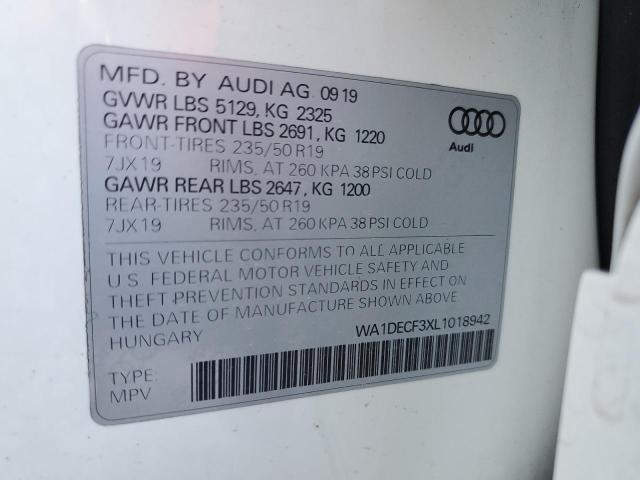 MFD. BY AUDI AG 09 19
GVWR LBS 5129, KG 2325
GAWR FRONT LBS 2691, KG 1220
FRONT-TIRES 235/50 R19
7JX19 RIMS, AT 260 KPA 38 PSI COLD
GAWR REAR LBS 2647, KG 1200
REAR-TIRES 235/50 R19
7JX19 RIMS, AT 260 KPA 38 PSI COLD
Audi
THIS VEHICLE CONFORMS TO ALL APPLICABLE
U.S. FEDERAL MOTOR VEHICLE SAFETY AND
THEFT PREVENTION STANDARDS IN EFFECT ON
THE DATE OF MANUFACTURE SHOWN ABOVE.
HUNGARY WA1DECF3XL1018942
TYPE:
MPV